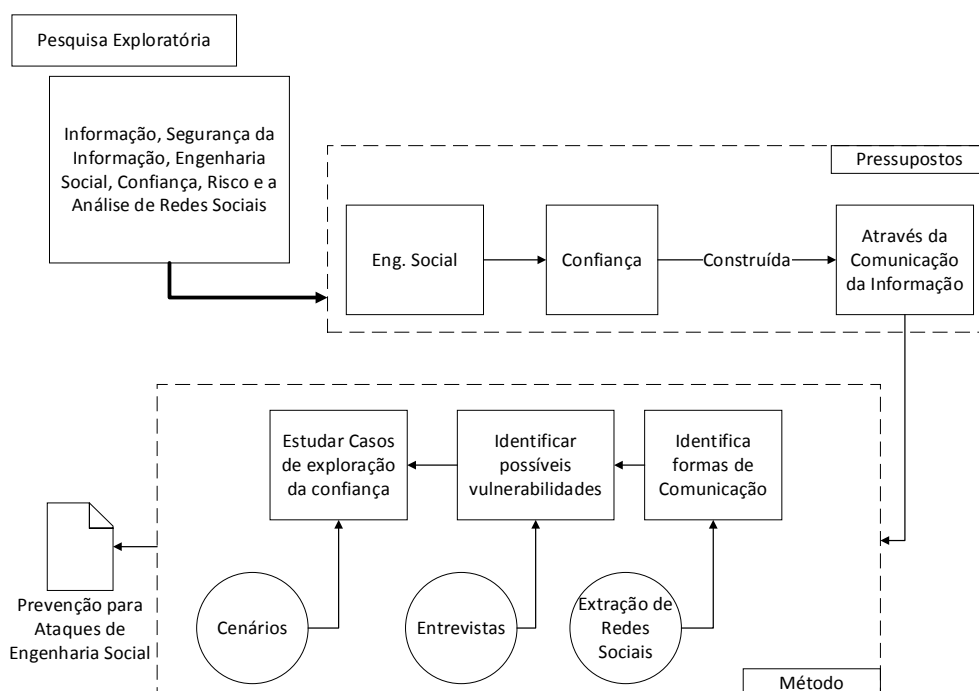 Pesquisa Exploratória
Informação, Segurança da
Informação, Engenharia
Social, Confiança, Risco e a
Análise de Redes Sociais
Pressupostos
Eng. Social
Confiança
Construída
Através da
Comunicação
da Informação
Estudar Casos
de exploração
da confiança
Identificar
possíveis
vulnerabilidades
Identifica
formas de
Comunicação
Cenários
Entrevistas
Extração de
Redes
Sociais
Prevenção para
Ataques de
Engenharia Social
Método